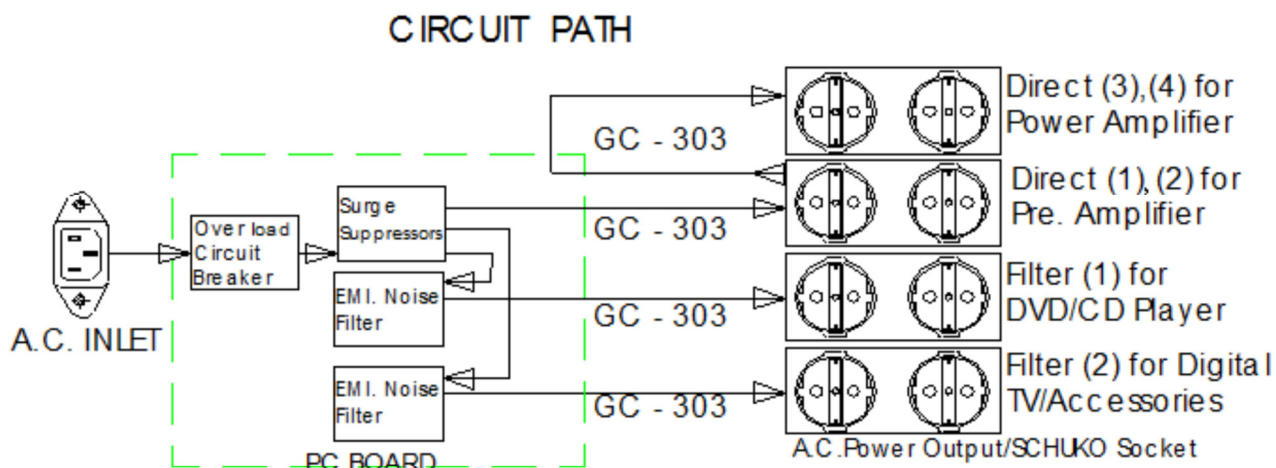 CIRCUIT PATH
Direct (3),(4) for
Power Amplifier
GC - 303
Direct (1), (2) for
Pre. Amplifier
GC - 303
Surge
Suppressors
Overload
Circuit
Breaker
A.C. INLET
EMI. Noise
Filter
GC - 303
Filter (1) for
DVD/CD Player
EMI. Noise
Filter
GC - 303
Filter (2) for Digital
TV/Accessories
A.C.Power Output/SCHUKO Socket
PC BOARD